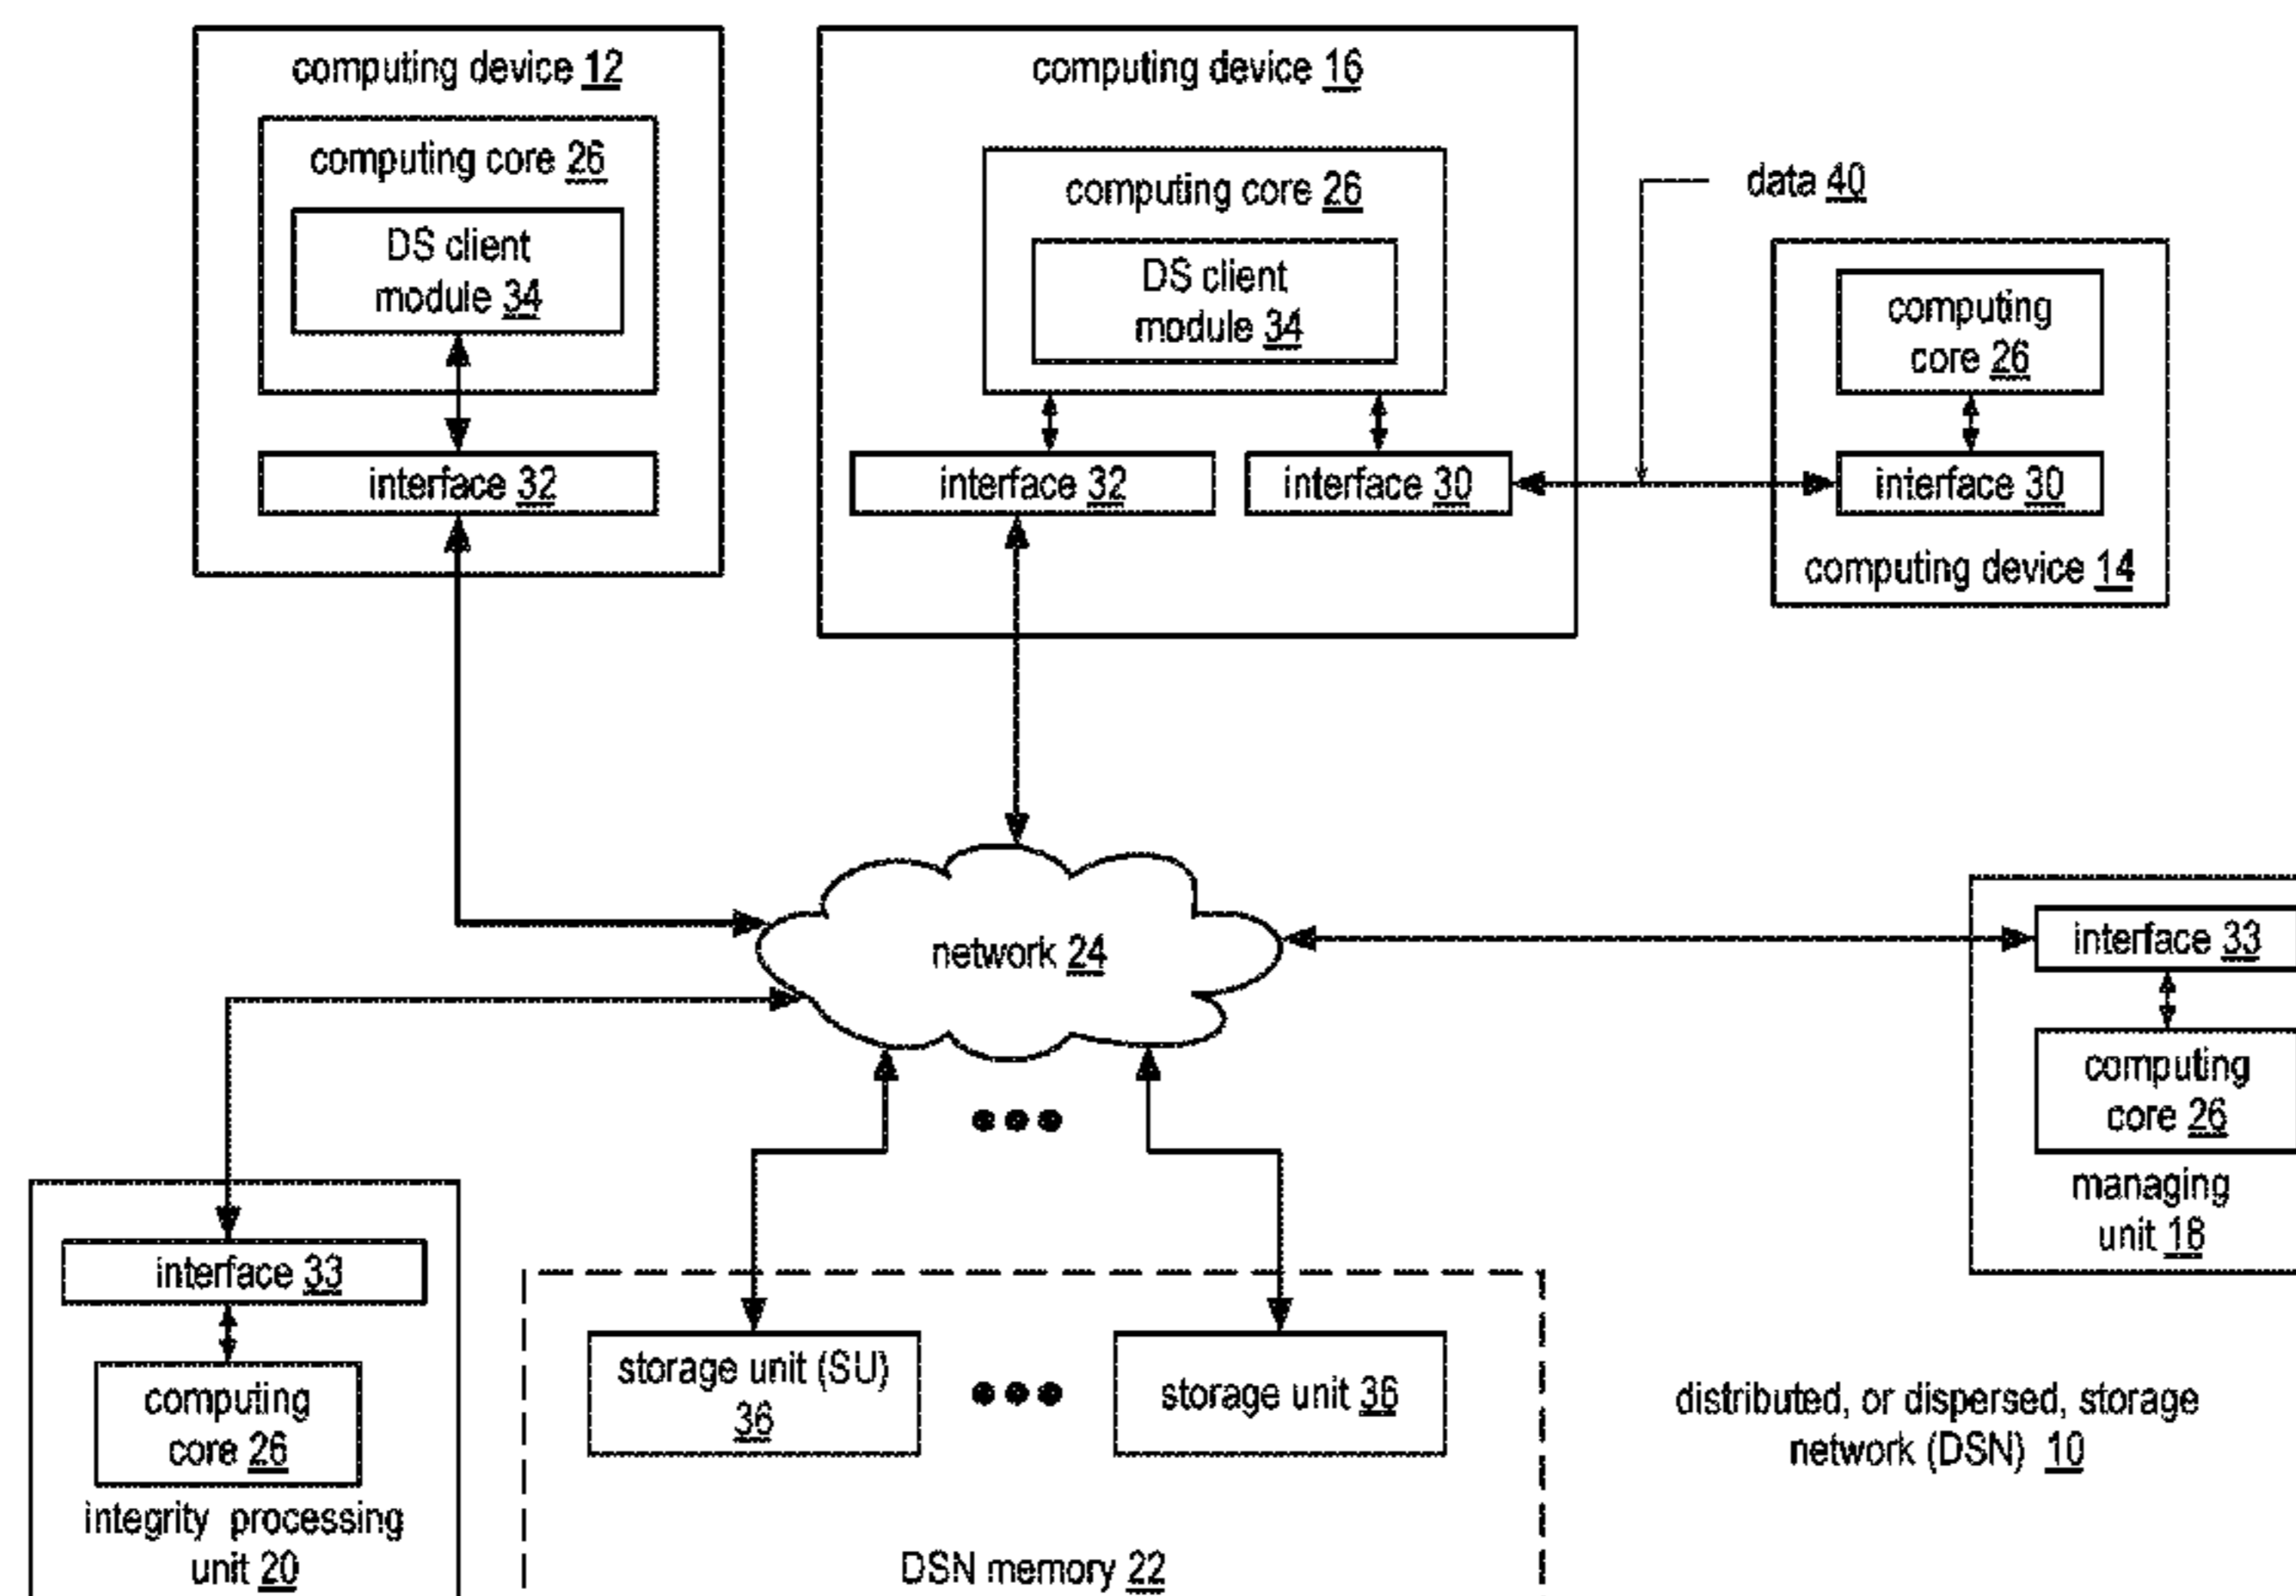 computing device 12
computing core 26
DS client
module 34
interface 32
computing device 16
computing core 26
DS client
module 34
interface 32
interface 30
data 40
computing
core 26
interface 30
computing device 14
network 24
interface 33
computing
core 26
managing
unit 18
interface 33
computing
core 26
integrity processing
unit 20
storage unit (SU)
36
storage unit 36
DSN memory 22
distributed, or dispersed, storage
network (DSN) 10